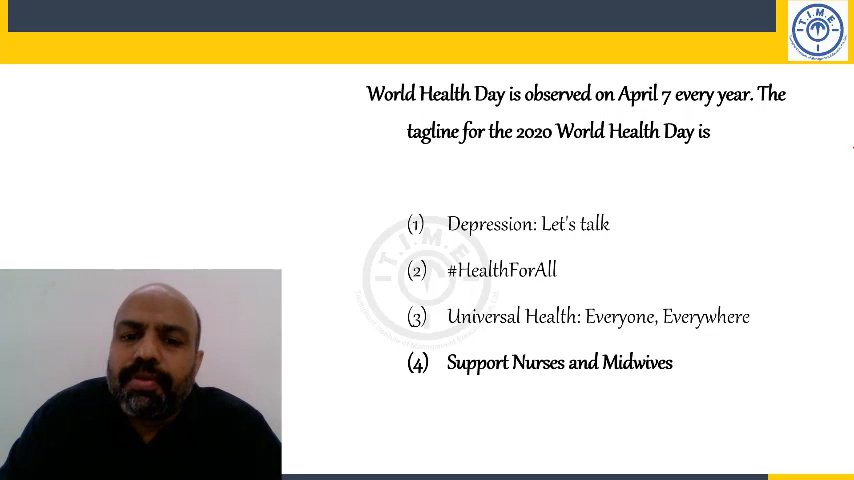 T.I.M.E.
World Health Day is observed on April 7 every year. The
tagline for the 2020 World Health Day is
(1) Depression: Let's talk
(2) #HealthForAll
(3) Universal Health: Everyone, Everywhere
(4) Support Nurses and Midwives
T.I.M.E.